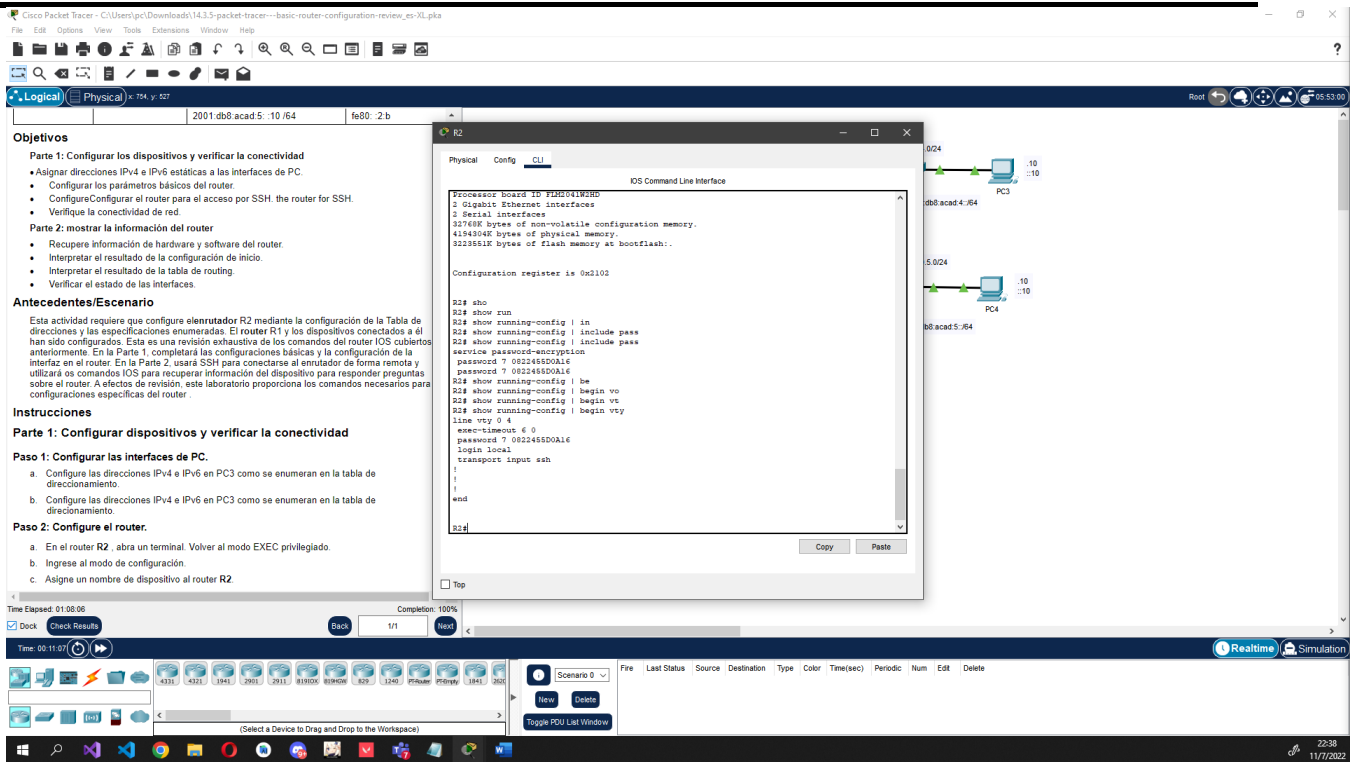 Cisco Packet Tracer - C:\Users\pc\Downloads\14.3.5-packet-tracer---basic-router-configuration-review_es-XL.pka
File Edit Options View Tools Extensions Window Help
?
Logical Physical x: 754, y: 527
Root 05:53:00
2001:db8:acad:5: :10 /64 fe80: :2:b
Objetivos
Parte 1: Configurar los dispositivos y verificar la conectividad
• Asignar direcciones IPv4 e IPv6 estáticas a las interfaces de PC.
• Configurar los parámetros básicos del router.
• ConfigureConfigurar el router para el acceso por SSH. the router for SSH.
• Verifique la conectividad de red.
Parte 2: mostrar la información del router
• Recupere información de hardware y software del router.
• Interpretar el resultado de la configuración de inicio.
• Interpretar el resultado de la tabla de routing.
• Verificar el estado de las interfaces.
Antecedentes/Escenario
Esta actividad requiere que configure elenrutador R2 mediante la configuración de la Tabla de
direcciones y las especificaciones enumeradas. El router R1 y los dispositivos conectados a él
han sido configurados. Esta es una revisión exhaustiva de los comandos del router IOS cubiertos
anteriormente. En la Parte 1, completará las configuraciones básicas y la configuración de la
interfaz en el router. En la Parte 2, usará SSH para conectarse al enrutador de forma remota y
utilizará os comandos IOS para recuperar información del dispositivo para responder preguntas
sobre el router. A efectos de revisión, este laboratorio proporciona los comandos necesarios para
configuraciones específicas del router .
Instrucciones
Parte 1: Configurar dispositivos y verificar la conectividad
Paso 1: Configurar las interfaces de PC.
a. Configure las direcciones IPv4 e IPv6 en PC3 como se enumeran en la tabla de
direccionamiento.
b. Configure las direcciones IPv4 e IPv6 en PC3 como se enumeran en la tabla de
direcionamiento.
Paso 2: Configure el router.
a. En el router R2 , abra un terminal. Volver al modo EXEC privilegiado.
b. Ingrese al modo de configuración.
c. Asigne un nombre de dispositivo al router R2.
Time Elapsed: 01:08:06 Completion: 100%
Dock Check Results Back 1/1 Next
R2
Physical Config CLI
IOS Command Line Interface
Processor board ID FLM2041W2HD
2 Gigabit Ethernet interfaces
2 Serial interfaces
32768K bytes of non-volatile configuration memory.
4194304K bytes of physical memory.
3223551K bytes of flash memory at bootflash:.
Configuration register is 0x2102
R2# sho
R2# show run
R2# show running-config | in
R2# show running-config | include pass
R2# show running-config | include pass
service password-encryption
password 7 0822455D0A16
password 7 0822455D0A16
R2# show running-config | be
R2# show running-config | begin vo
R2# show running-config | begin vt
R2# show running-config | begin vty
line vty 0 4
exec-timeout 6 0
password 7 0822455D0A16
login local
transport input ssh
!
!
!
end
R2#
Copy Paste
Top
.0/24
.10
::10
PC3
:db8:acad:4::/64
.5.0/24
.10
::10
PC4
b8:acad:5::/64
Time: 00:11:07
Realtime Simulation
4331 4321 1941 2901 2911 819IOX 819HGW 829 1240 PT-Router PT-Empty 1841 2620
(Select a Device to Drag and Drop to the Workspace)
Scenario 0
New Delete
Toggle PDU List Window
Fire Last Status Source Destination Type Color Time(sec) Periodic Num Edit Delete
22:38
11/7/2022